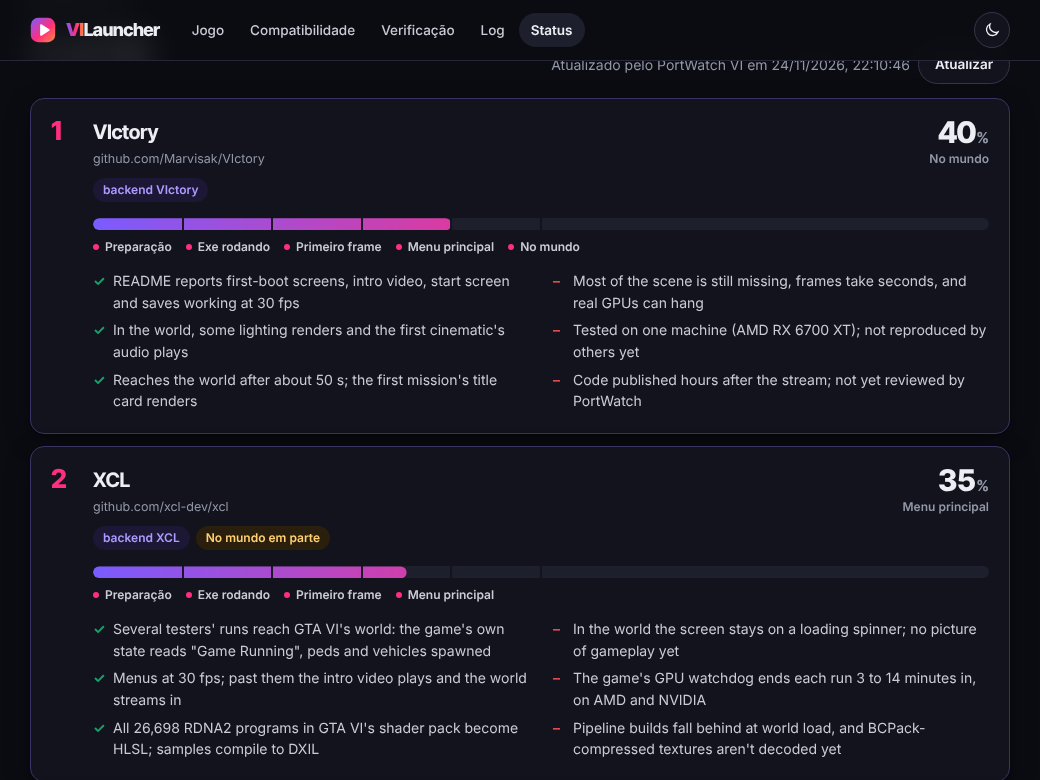 VILauncher
Jogo
Compatibilidade
Verificação
Log
Status
Atualizado pelo PortWatch VI em 24/11/2026, 22:10:46
Atualizar
1
VIctory
40%
github.com/Marvisak/VIctory
No mundo
backend VIctory
Preparação
Exe rodando
Primeiro frame
Menu principal
No mundo
README reports first-boot screens, intro video, start screen
and saves working at 30 fps
In the world, some lighting renders and the first cinematic's
audio plays
Reaches the world after about 50 s; the first mission's title
card renders
Most of the scene is still missing, frames take seconds, and
real GPUs can hang
Tested on one machine (AMD RX 6700 XT); not reproduced by
others yet
Code published hours after the stream; not yet reviewed by
PortWatch
2
XCL
35%
github.com/xcl-dev/xcl
Menu principal
backend XCL
No mundo em parte
Preparação
Exe rodando
Primeiro frame
Menu principal
Several testers' runs reach GTA VI's world: the game's own
state reads "Game Running", peds and vehicles spawned
Menus at 30 fps; past them the intro video plays and the world
streams in
All 26,698 RDNA2 programs in GTA VI's shader pack become
HLSL; samples compile to DXIL
In the world the screen stays on a loading spinner; no picture
of gameplay yet
The game's GPU watchdog ends each run 3 to 14 minutes in,
on AMD and NVIDIA
Pipeline builds fall behind at world load, and BCPack-
compressed textures aren't decoded yet